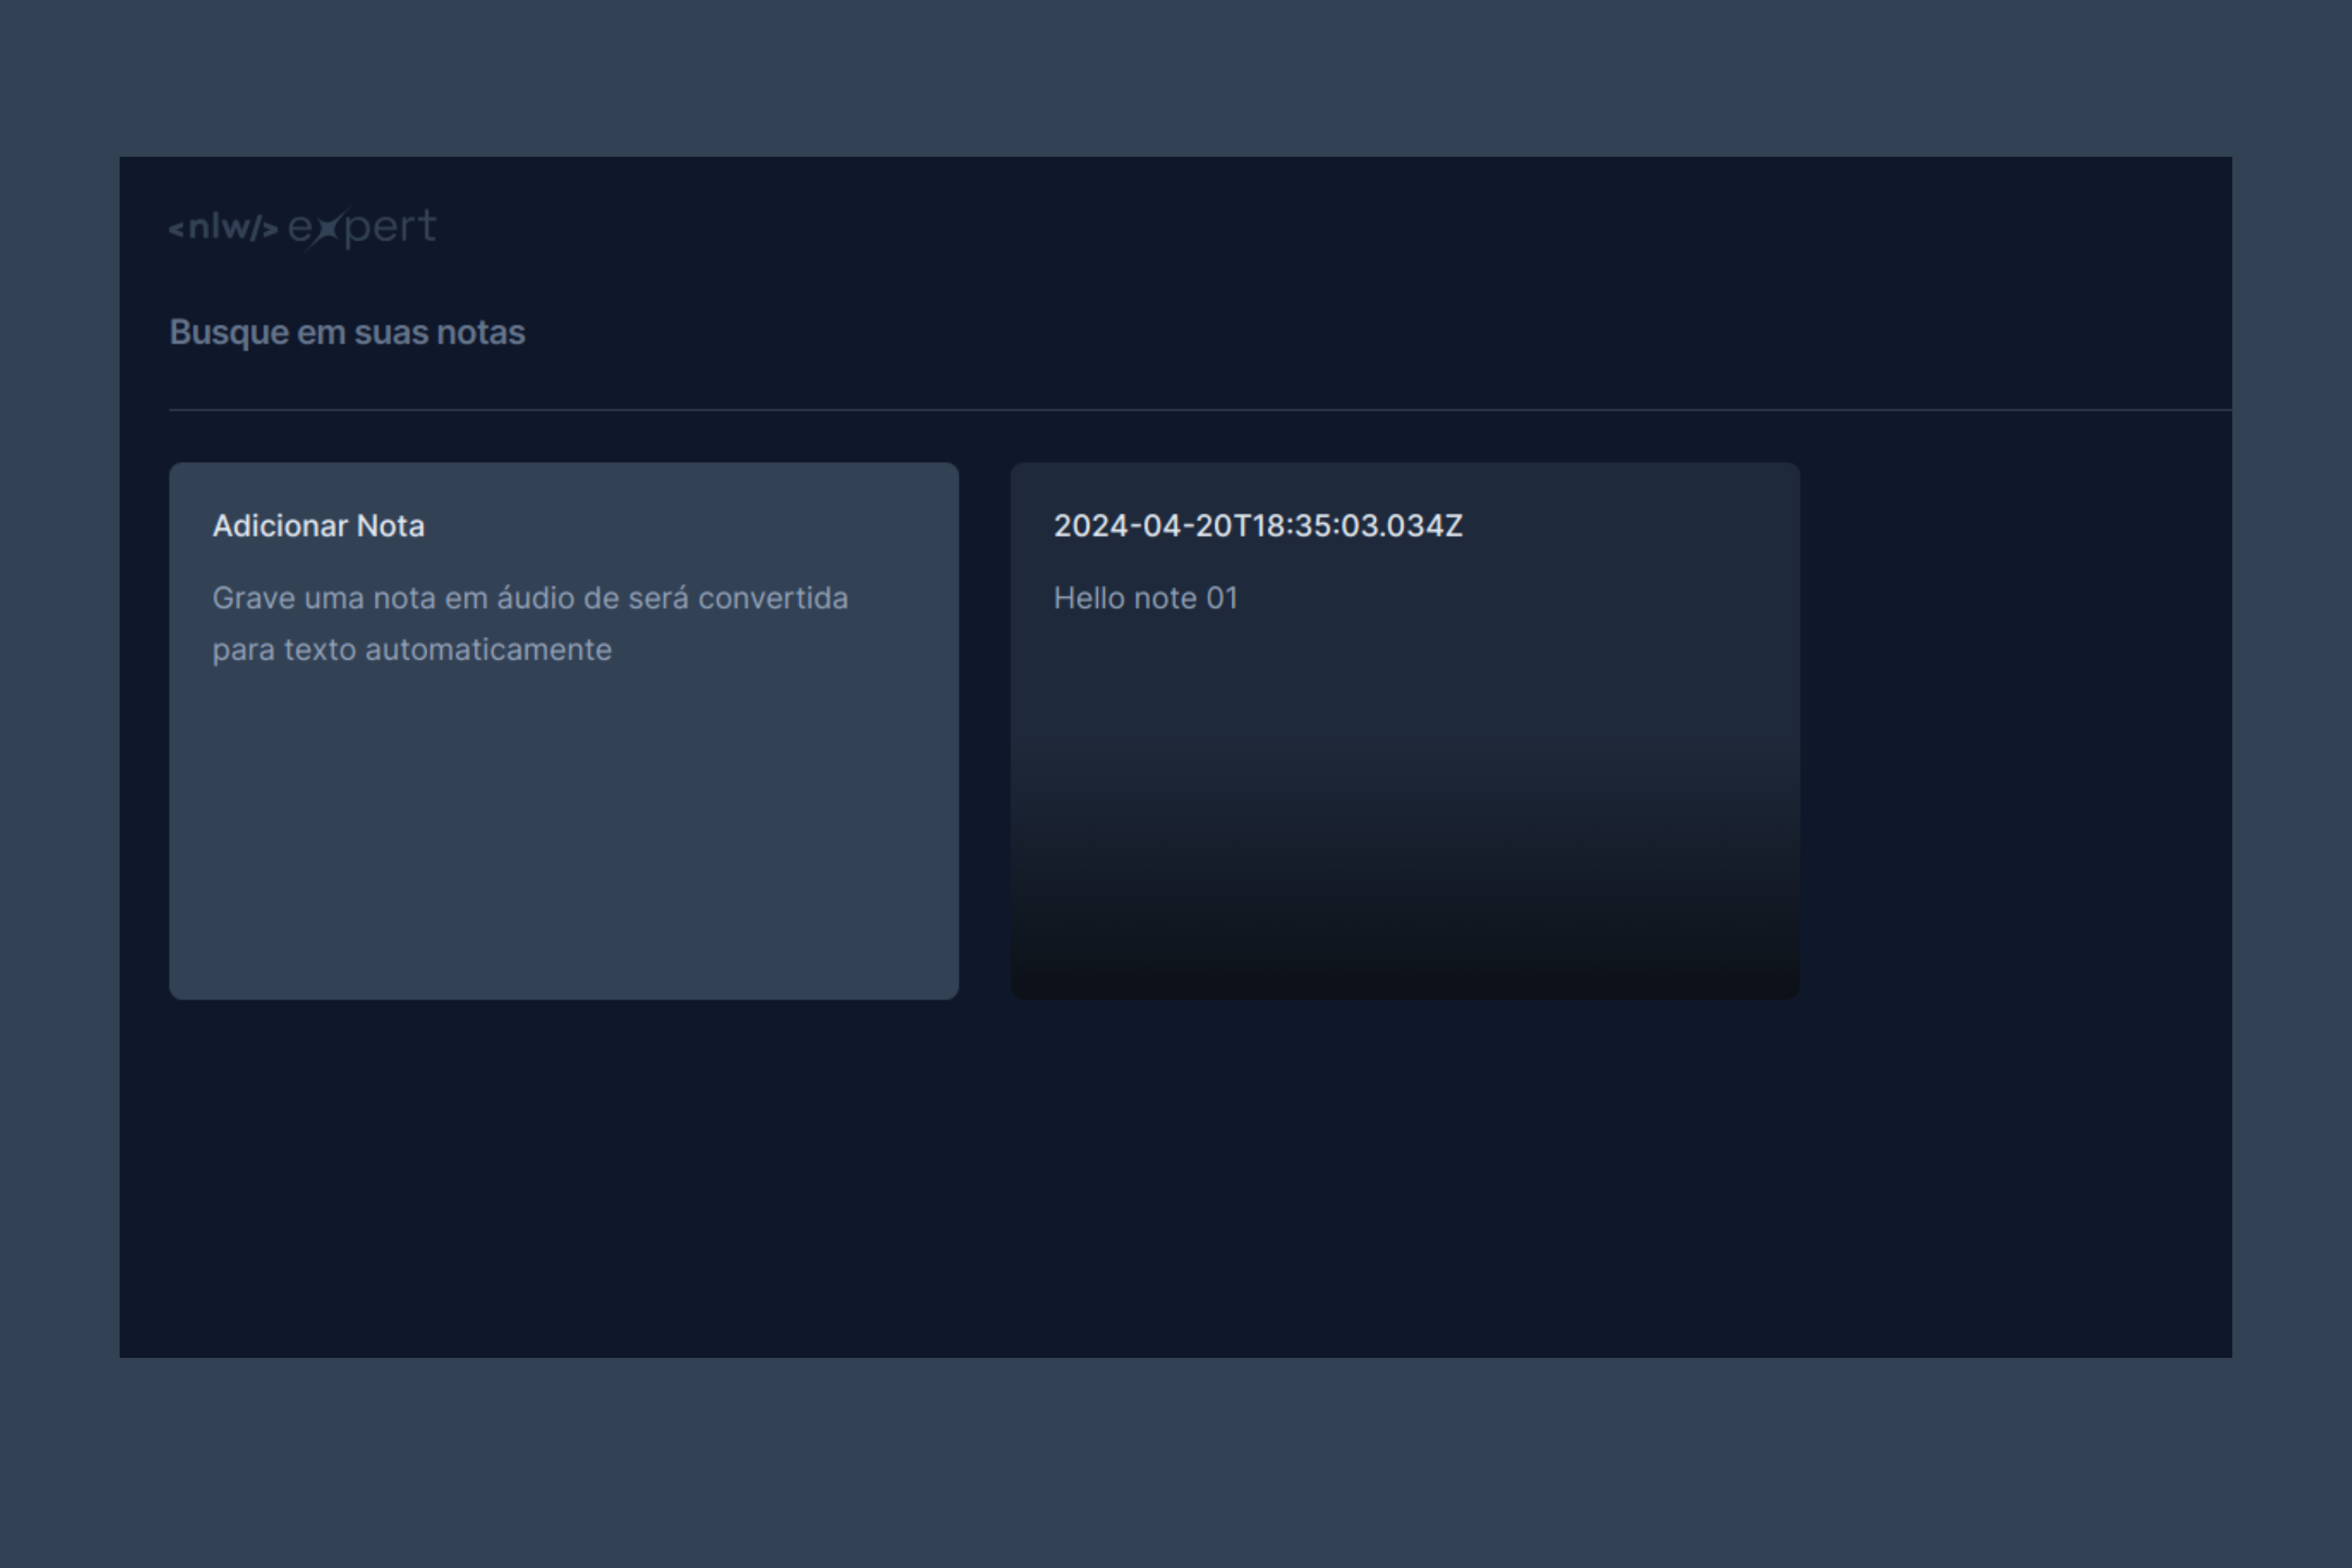 <nlw/> expert
Busque em suas notas
Adicionar Nota
Grave uma nota em áudio de será convertida
para texto automaticamente
2024-04-20T18:35:03.034Z
Hello note 01